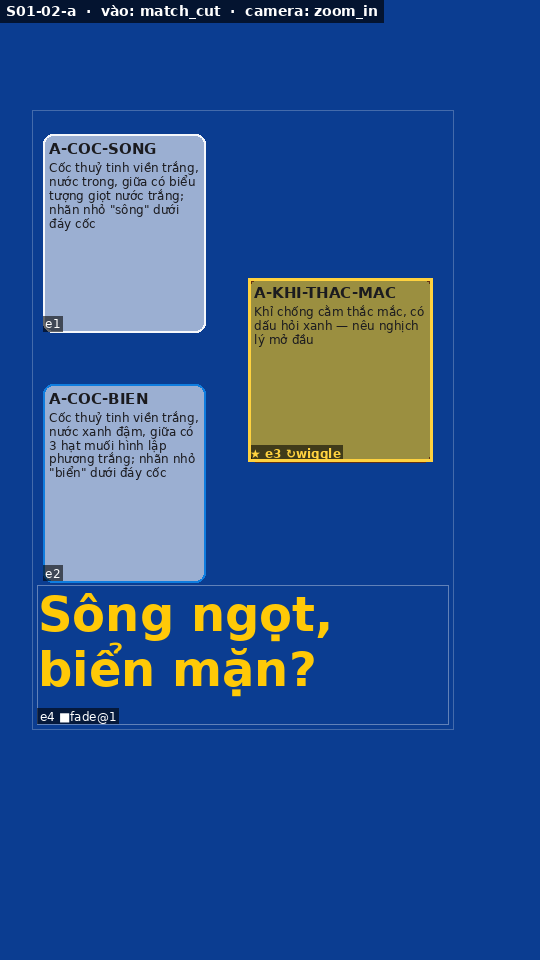 S01-02-a · vào: match_cut · camera: zoom_in
A-COC-SONG
Cốc thuỷ tinh viền trắng,
nước trong, giữa có biểu
tượng giọt nước trắng;
nhãn nhỏ "sông" dưới
đáy cốc
e1
A-KHI-THAC-MAC
Khỉ chống cằm thắc mắc, có
dấu hỏi xanh — nêu nghịch
lý mở đầu
★ e3 ↻wiggle
A-COC-BIEN
Cốc thuỷ tinh viền trắng,
nước xanh đậm, giữa có
3 hạt muối hình lập
phương trắng; nhãn nhỏ
"biển" dưới đáy cốc
e2
Sông ngọt,
biển mặn?
e4 ■fade@1